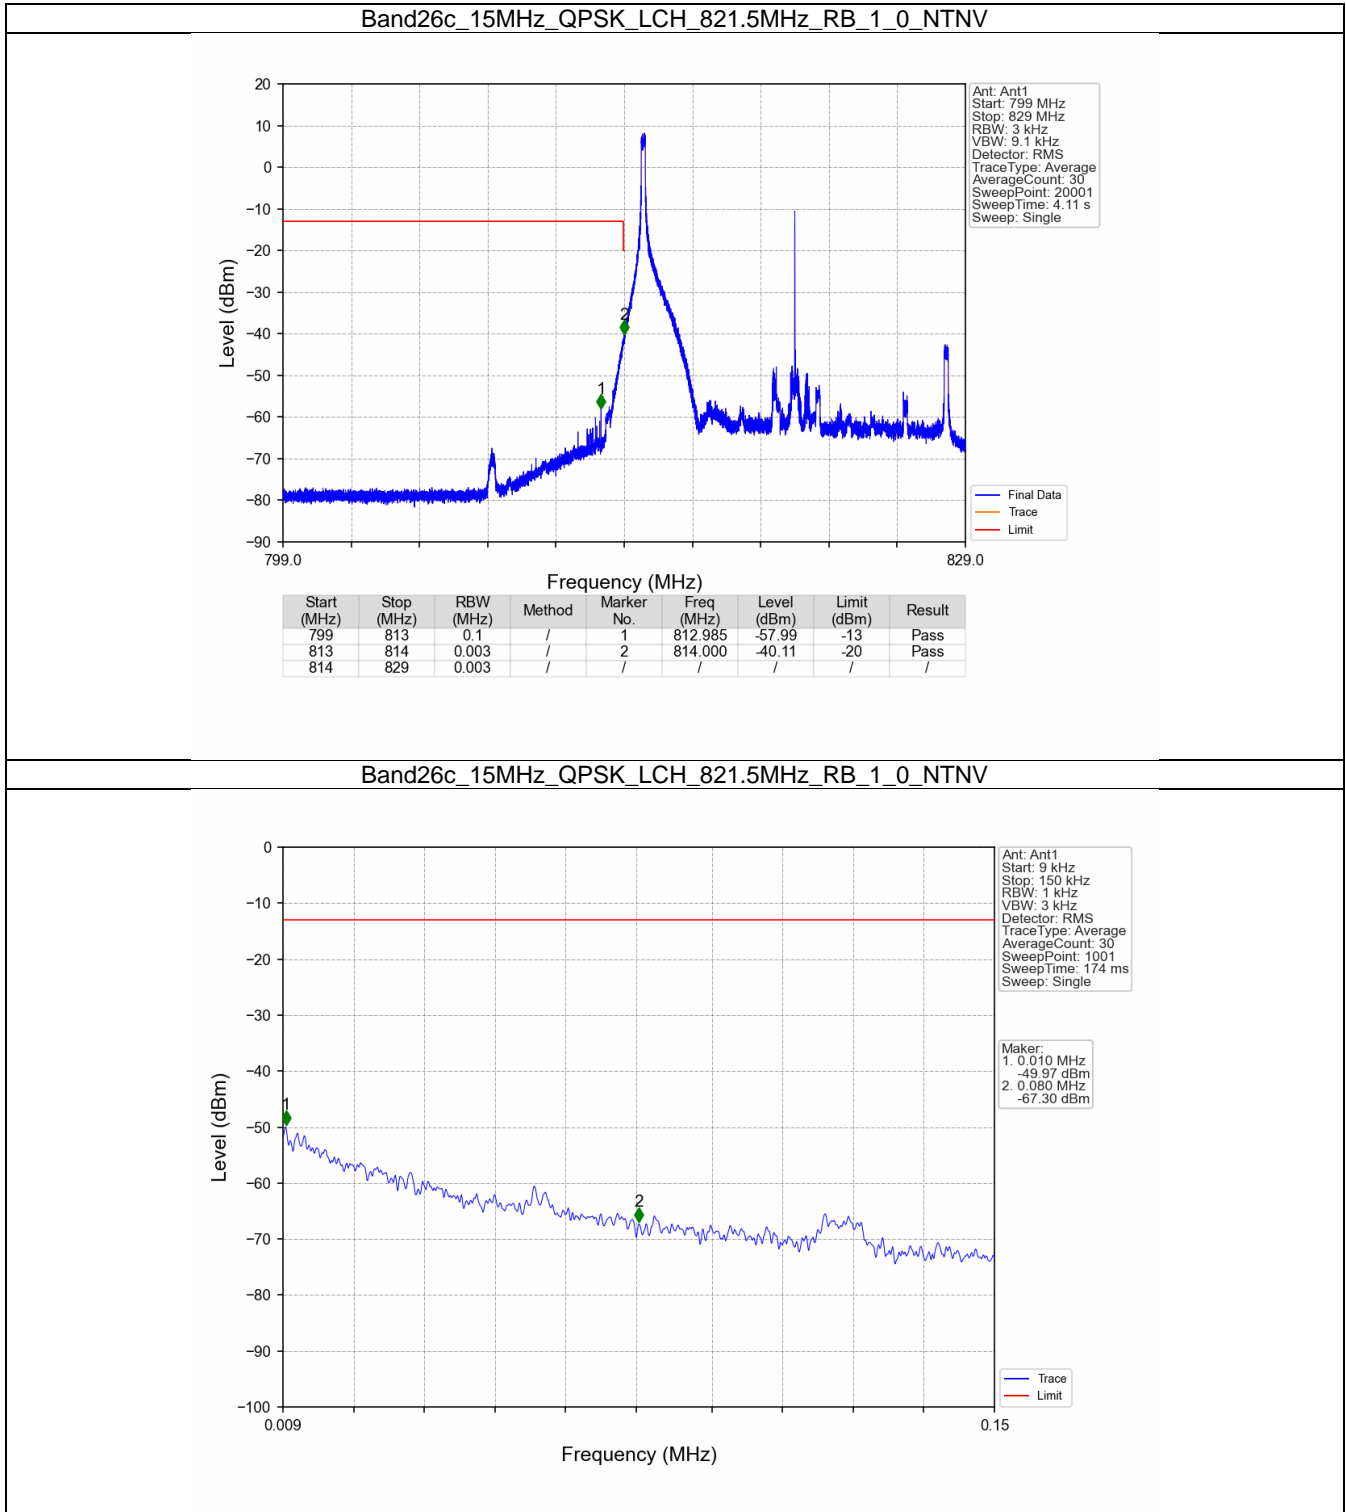 Band26c_15MHz_QPSK_LCH_821.5MHz_RB_1_0_NTNV
20
10
0
−10
−20
−30
−40
−50
−60
−70
−80
−90
Level (dBm)
1
2
799.0
829.0
Frequency (MHz)
Ant: Ant1
Start: 799 MHz
Stop: 829 MHz
RBW: 3 kHz
VBW: 9.1 kHz
Detector: RMS
TraceType: Average
AverageCount: 30
SweepPoint: 20001
SweepTime: 4.11 s
Sweep: Single
Final Data
Trace
Limit
Start (MHz) Stop (MHz) RBW (MHz) Method Marker No. Freq (MHz) Level (dBm) Limit (dBm) Result
799 813 0.1 / 1 812.985 -57.99 -13 Pass
813 814 0.003 / 2 814.000 -40.11 -20 Pass
814 829 0.003 / / / / / /
Band26c_15MHz_QPSK_LCH_821.5MHz_RB_1_0_NTNV
0
−10
−20
−30
−40
−50
−60
−70
−80
−90
−100
Level (dBm)
1
2
0.009
0.15
Frequency (MHz)
Ant: Ant1
Start: 9 kHz
Stop: 150 kHz
RBW: 1 kHz
VBW: 3 kHz
Detector: RMS
TraceType: Average
AverageCount: 30
SweepPoint: 1001
SweepTime: 174 ms
Sweep: Single
Maker:
1. 0.010 MHz
-49.97 dBm
2. 0.080 MHz
-67.30 dBm
Trace
Limit